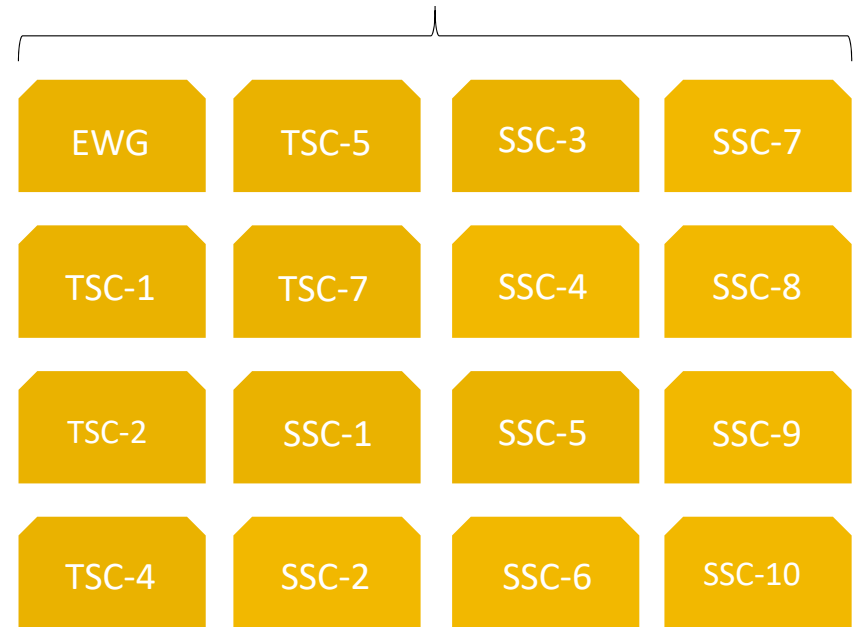 EWG
TSC-5
SSC-3
SSC-7
TSC-1
TSC-7
SSC-4
SSC-8
TSC-2
SSC-1
SSC-5
SSC-9
TSC-4
SSC-2
SSC-6
SSC-10